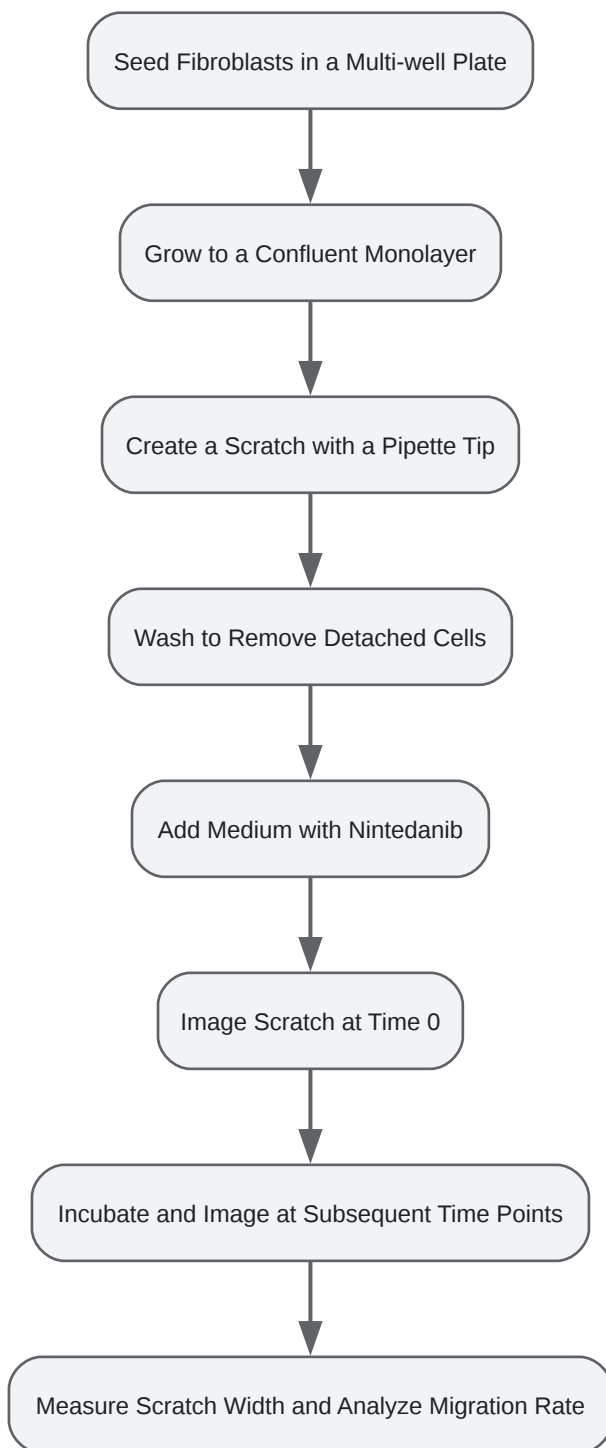 Seed Fibroblasts in a Multi-well Plate
Grow to a Confluent Monolayer
Create a Scratch with a Pipette Tip
Wash to Remove Detached Cells
Add Medium with Nintedanib
Image Scratch at Time 0
Incubate and Image at Subsequent Time Points
Measure Scratch Width and Analyze Migration Rate